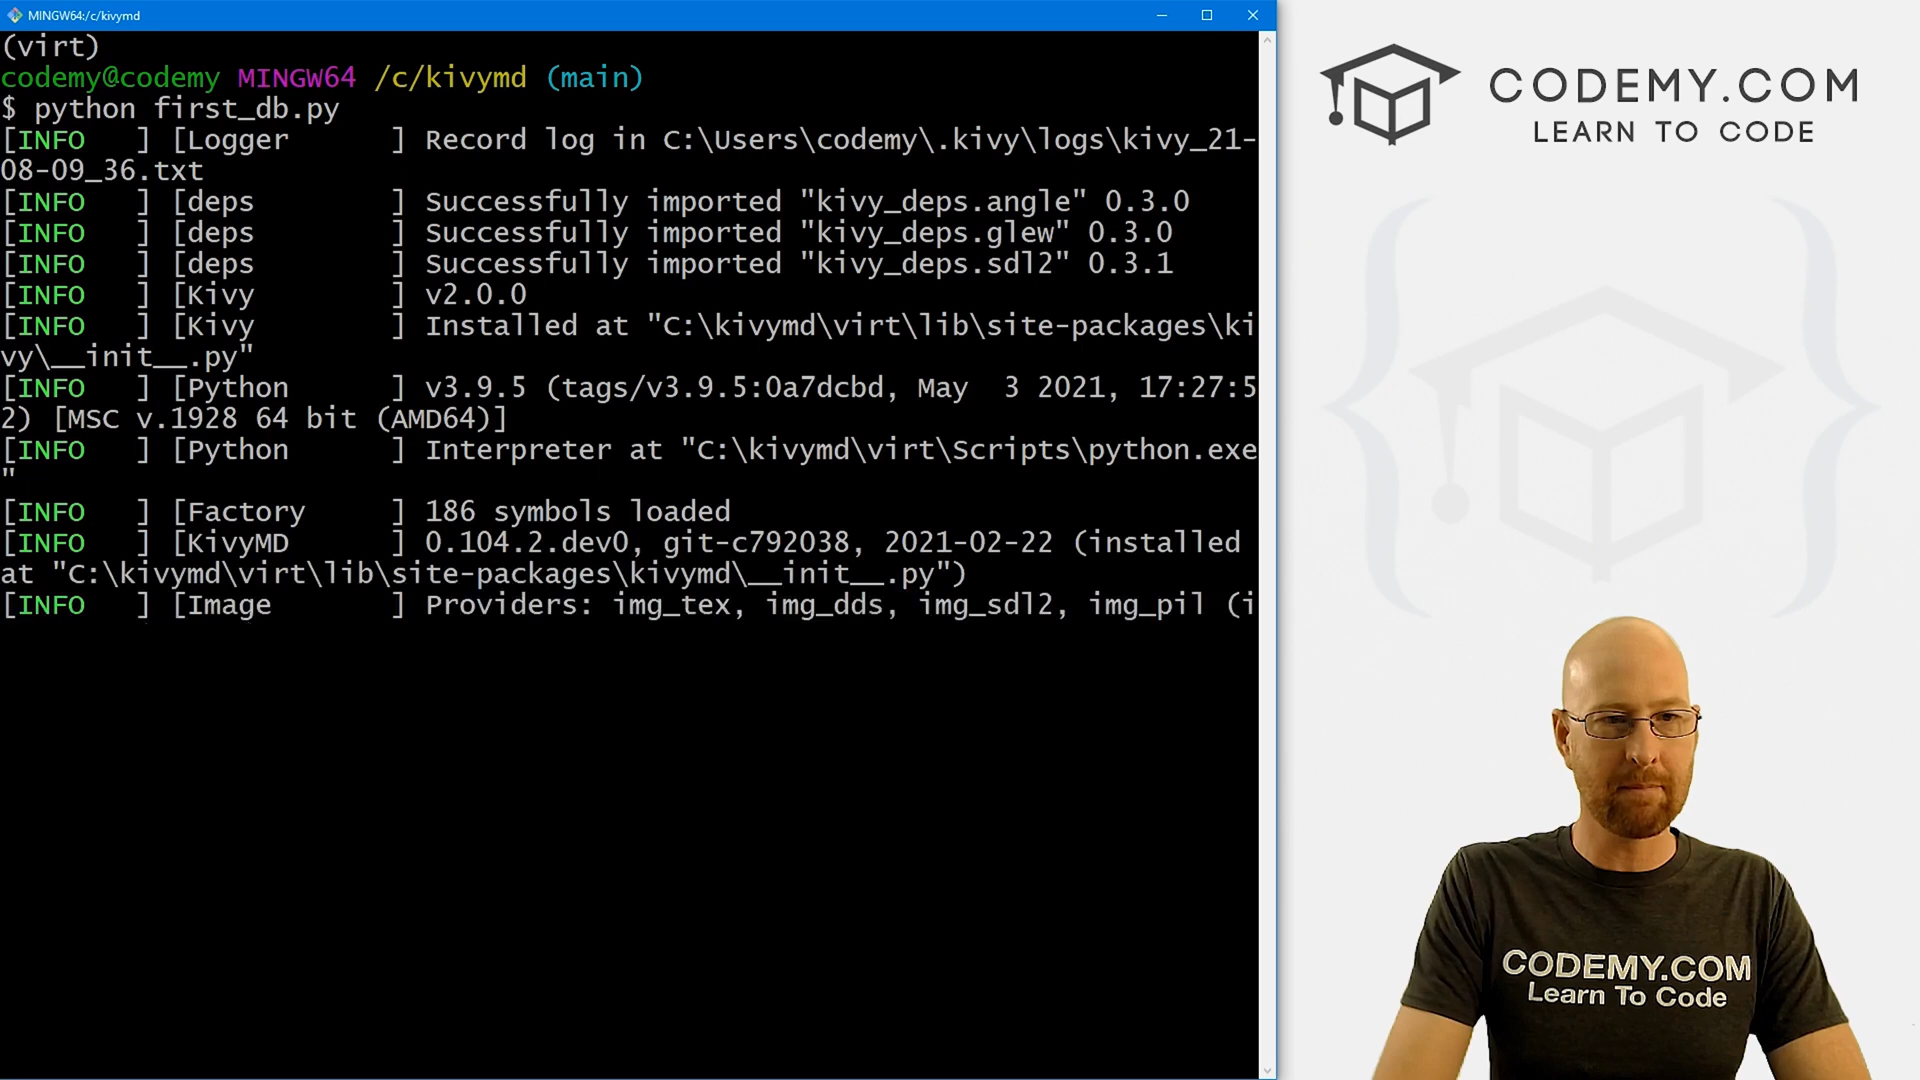 MINGW64:/c/kivymd
(virt)
codemy@codemy MINGW64 /c/kivymd (main)
$ python first_db.py
[INFO   ] [Logger      ] Record log in C:\Users\codemy\.kivy\logs\kivy_21-
08-09_36.txt
[INFO   ] [deps        ] Successfully imported "kivy_deps.angle" 0.3.0
[INFO   ] [deps        ] Successfully imported "kivy_deps.glew" 0.3.0
[INFO   ] [deps        ] Successfully imported "kivy_deps.sdl2" 0.3.1
[INFO   ] [Kivy        ] v2.0.0
[INFO   ] [Kivy        ] Installed at "C:\kivymd\virt\lib\site-packages\ki
vy\__init__.py"
[INFO   ] [Python      ] v3.9.5 (tags/v3.9.5:0a7dcbd, May  3 2021, 17:27:5
2) [MSC v.1928 64 bit (AMD64)]
[INFO   ] [Python      ] Interpreter at "C:\kivymd\virt\Scripts\python.exe
"
[INFO   ] [Factory     ] 186 symbols loaded
[INFO   ] [KivyMD      ] 0.104.2.dev0, git-c792038, 2021-02-22 (installed
at "C:\kivymd\virt\lib\site-packages\kivymd\__init__.py")
[INFO   ] [Image       ] Providers: img_tex, img_dds, img_sdl2, img_pil (i
CODEMY.COM
LEARN TO CODE
CODEMY.COM
Learn To Code